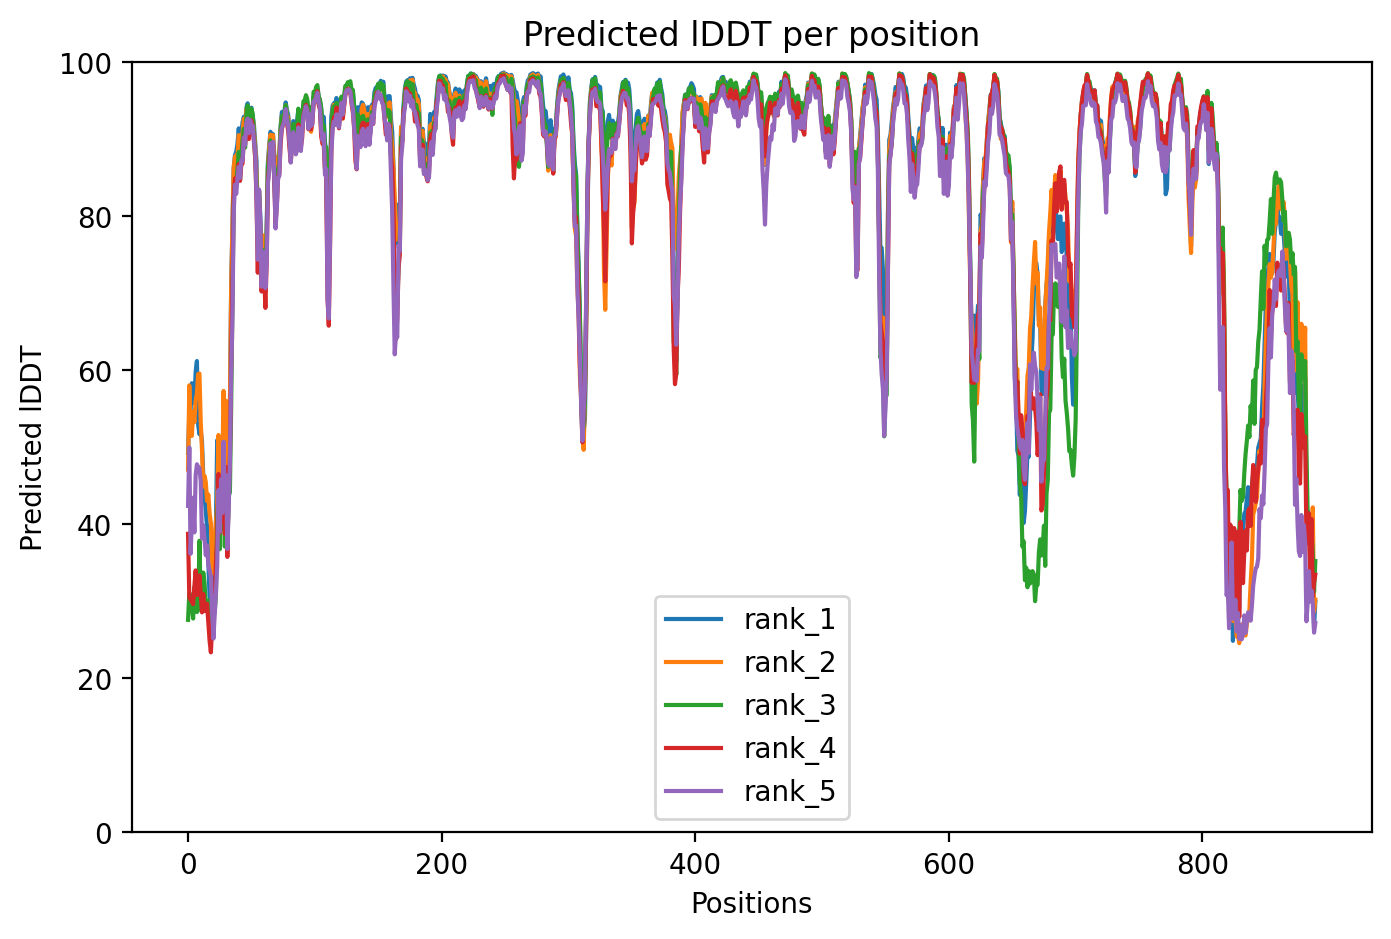 Predicted lDDT per position
100
80
60
40
20
0
Predicted lDDT
0 200 400 600 800
Positions
rank_1
rank_2
rank_3
rank_4
rank_5